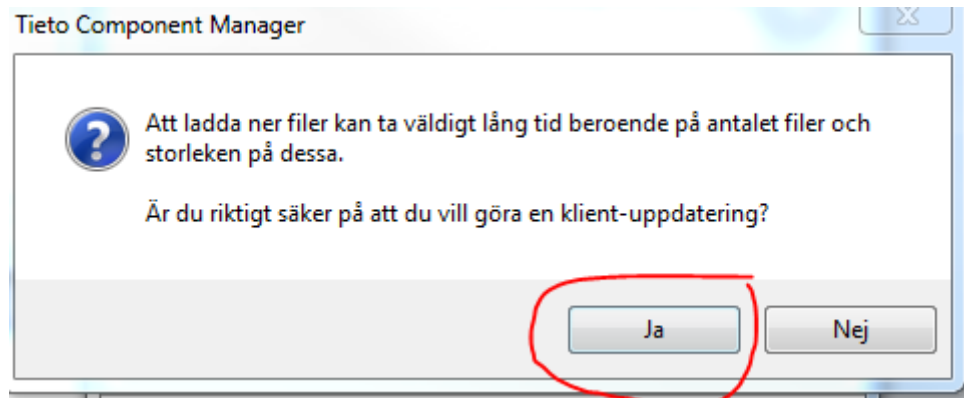 Tieto Component Manager
Att ladda ner filer kan ta väldigt lång tid beroende på antalet filer och
storleken på dessa.
Är du riktigt säker på att du vill göra en klient-uppdatering?
Ja
Nej